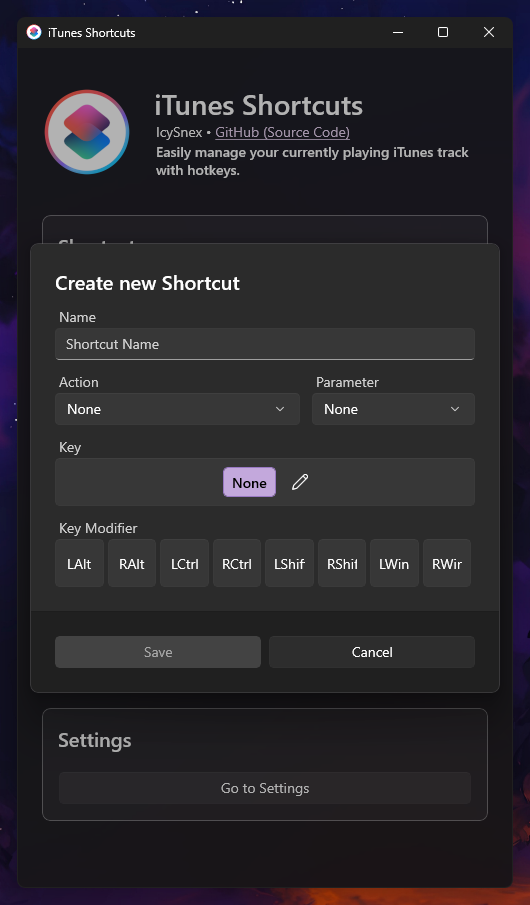 iTunes Shortcuts
iTunes Shortcuts
IcySnex • GitHub (Source Code)
Easily manage your currently playing iTunes track
with hotkeys.
Create new Shortcut
Name
Shortcut Name
Action Parameter
None None
Key
None
Key Modifier
LAlt RAlt LCtrl RCtrl LShif RShif LWin RWir
Save Cancel
Settings
Go to Settings